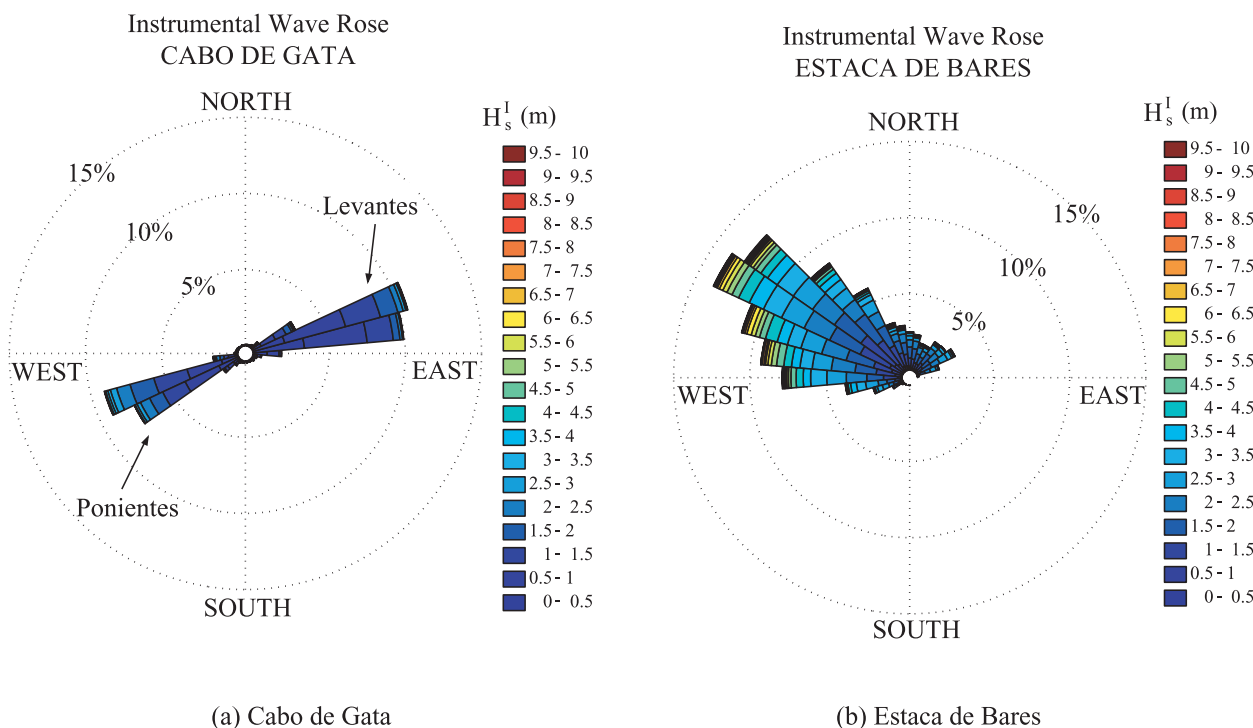 Instrumental Wave Rose
CABO DE GATA
NORTH
15%
10%
5%
Levantes
WEST
EAST
Ponientes
SOUTH
H_s^I (m)
9.5 - 10
9 - 9.5
8.5 - 9
8 - 8.5
7.5 - 8
7 - 7.5
6.5 - 7
6 - 6.5
5.5 - 6
5 - 5.5
4.5 - 5
4 - 4.5
3.5 - 4
3 - 3.5
2.5 - 3
2 - 2.5
1.5 - 2
1 - 1.5
0.5 - 1
0 - 0.5
(a) Cabo de Gata
Instrumental Wave Rose
ESTACA DE BARES
NORTH
15%
10%
5%
WEST
EAST
SOUTH
H_s^I (m)
9.5 - 10
9 - 9.5
8.5 - 9
8 - 8.5
7.5 - 8
7 - 7.5
6.5 - 7
6 - 6.5
5.5 - 6
5 - 5.5
4.5 - 5
4 - 4.5
3.5 - 4
3 - 3.5
2.5 - 3
2 - 2.5
1.5 - 2
1 - 1.5
0.5 - 1
0 - 0.5
(b) Estaca de Bares